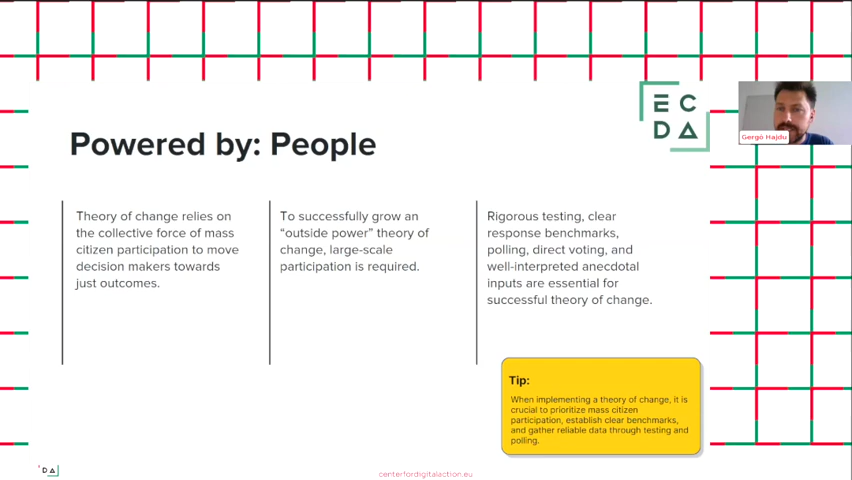 E C
D A
Gergő Hajdu
Powered by: People
Theory of change relies on
the collective force of mass
citizen participation to move
decision makers towards
just outcomes.
To successfully grow an
“outside power” theory of
change, large-scale
participation is required.
Rigorous testing, clear
response benchmarks,
polling, direct voting, and
well-interpreted anecdotal
inputs are essential for
successful theory of change.
Tip:
When implementing a theory of change, it is
crucial to prioritize mass citizen
participation, establish clear benchmarks,
and gather reliable data through testing and
polling.
D A
centerfordigitalaction.eu